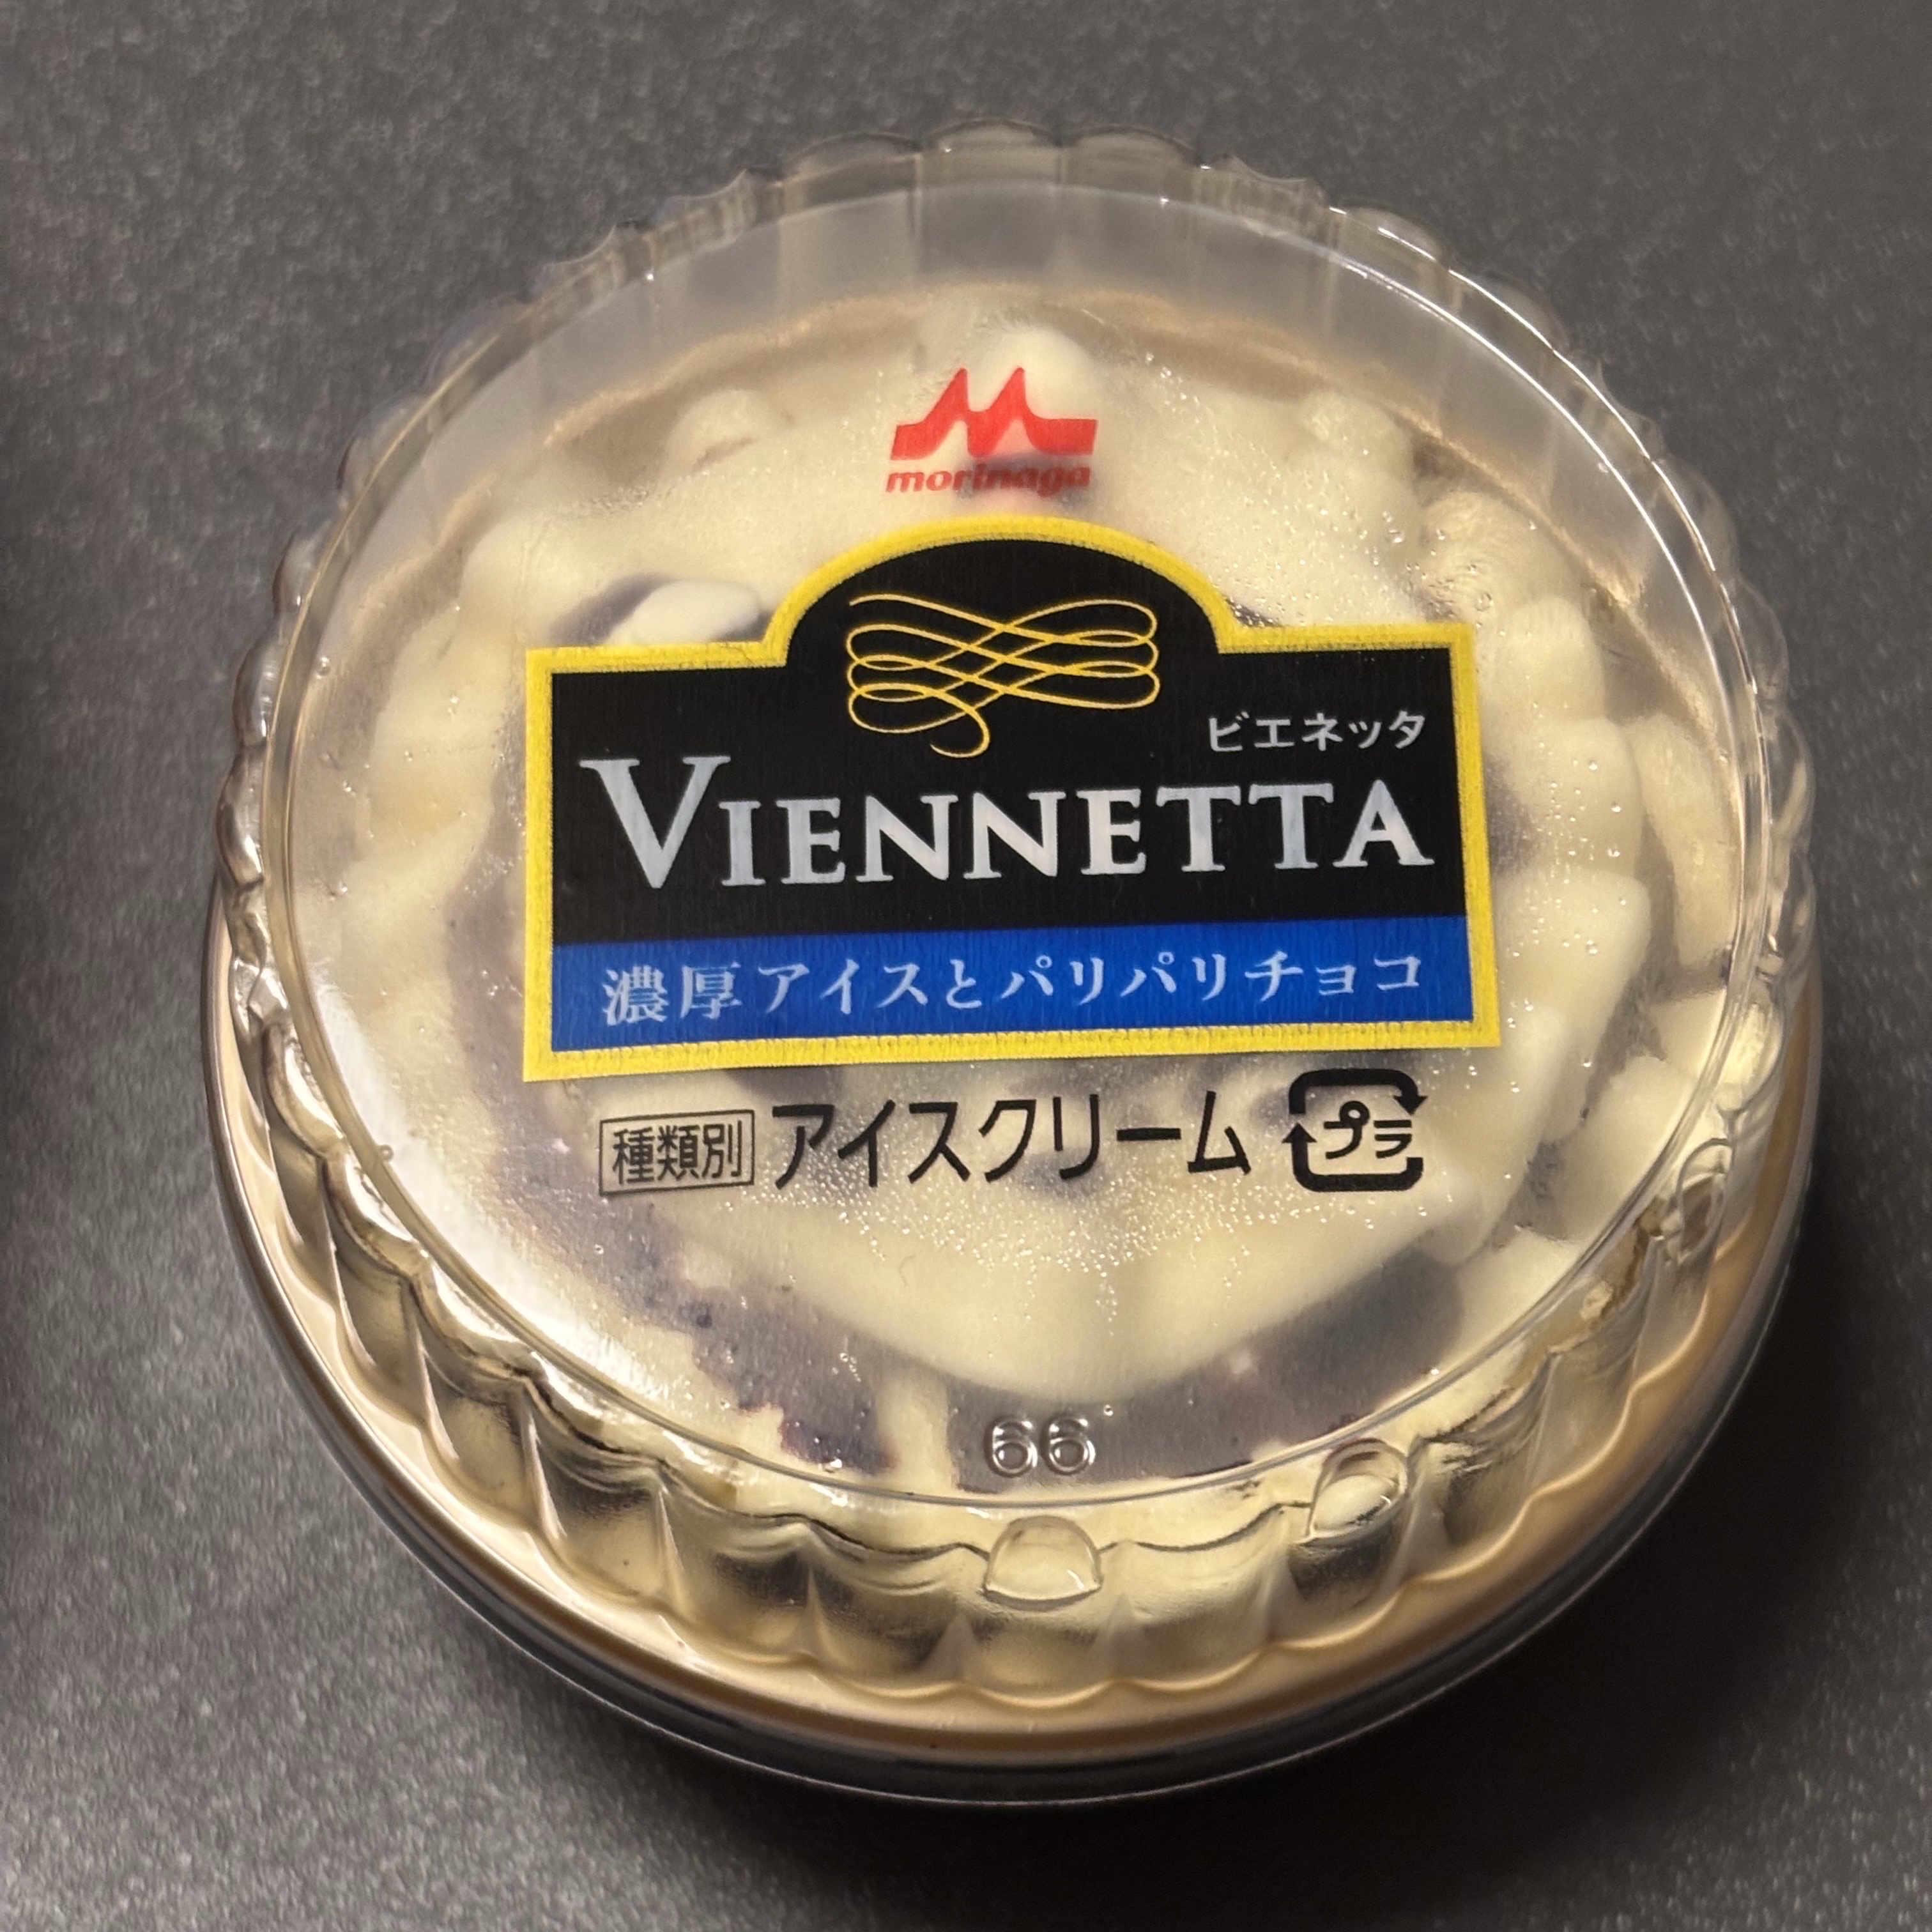 morinaga
ビエネッタ
VIENNETTA
濃厚アイスとパリパリチョコ
種類別 アイスクリーム プラ
66